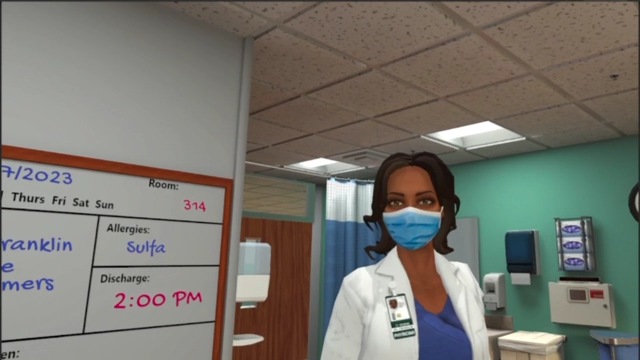 7/2023
Room:
314
Thurs Fri Sat Sun
ranklin
e
mers
Allergies:
Sulfa
Discharge:
2:00 PM
en: